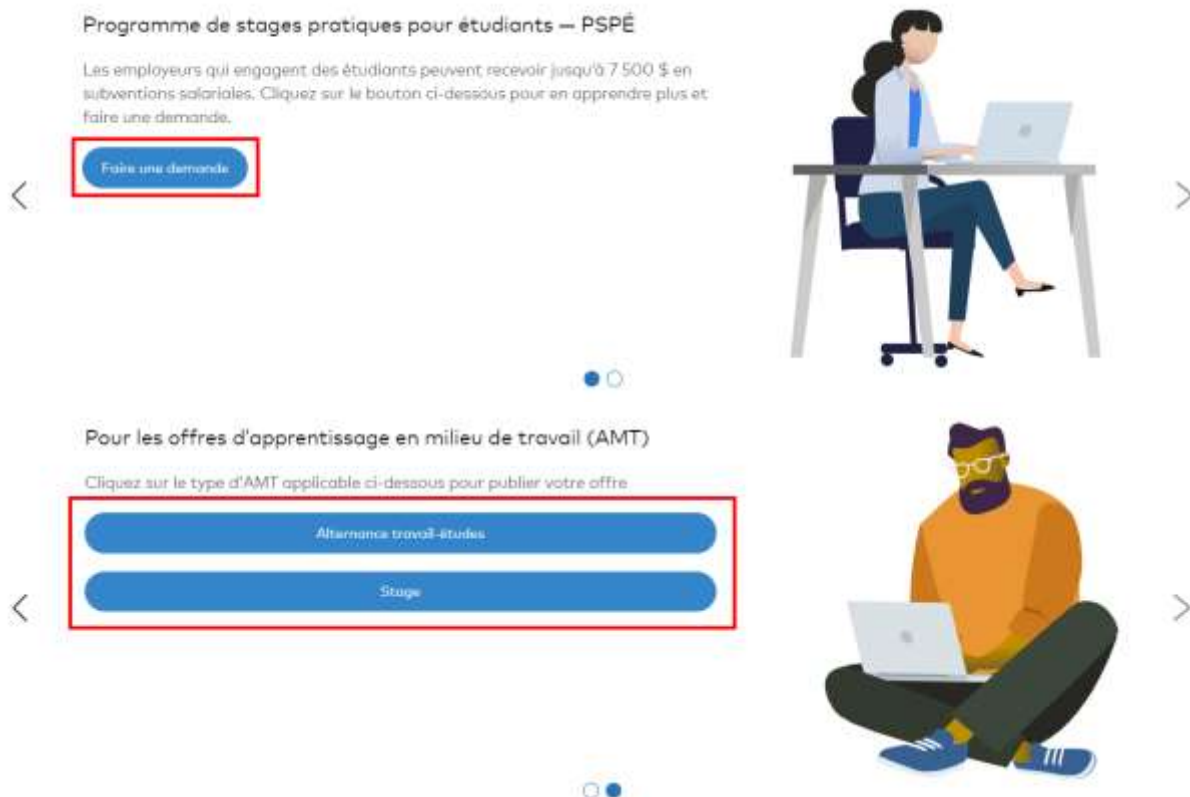 Programme de stages pratiques pour étudiants — PSPÉ
Les employeurs qui engagent des étudiants peuvent recevoir jusqu'à 7 500 $ en
subventions salariales. Cliquez sur le bouton ci-dessous pour en apprendre plus et
faire une demande.
Faire une demande
Pour les offres d'apprentissage en milieu de travail (AMT)
Cliquez sur le type d'AMT applicable ci-dessous pour publier votre offre
Alternance travail-études
Stage